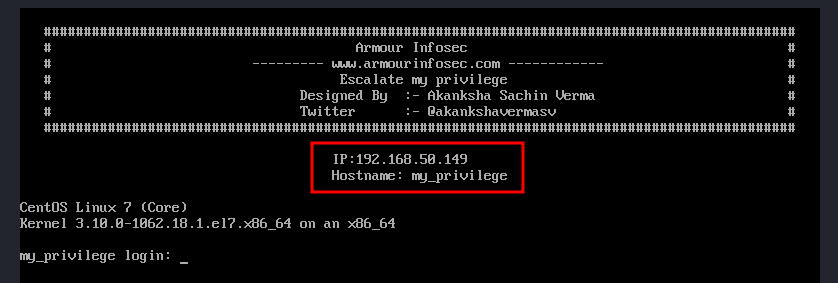 ###############################################################################################
# Armour Infosec #
# --------- www.armourinfosec.com ------------ #
# Escalate my privilege #
# Designed By :- Akanksha Sachin Verma #
# Twitter :- @akankshavermasv #
###############################################################################################
IP:192.168.50.149
Hostname: my_privilege
CentOS Linux 7 (Core)
Kernel 3.10.0-1062.18.1.el7.x86_64 on an x86_64
my_privilege login: _